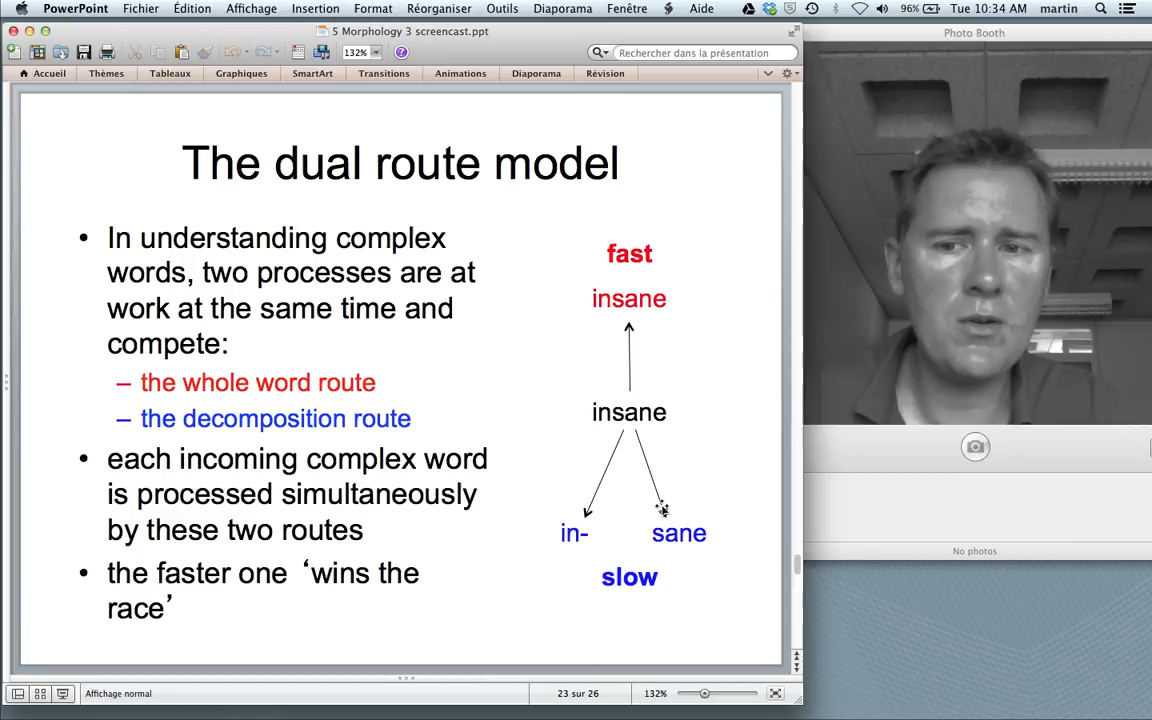 PowerPoint Fichier Édition Affichage Insertion Format Réorganiser Outils Diaporama Fenêtre Aide 96% Tue 10:34 AM martin
5 Morphology 3 screencast.ppt
132% Rechercher dans la présentation
Accueil Thèmes Tableaux Graphiques SmartArt Transitions Animations Diaporama Révision
Photo Booth
The dual route model
• In understanding complex
words, two processes are at
work at the same time and
compete:
– the whole word route
– the decomposition route
• each incoming complex word
is processed simultaneously
by these two routes
• the faster one ‘wins the
race’
fast
insane
insane
in- sane
slow
No photos
Affichage normal 23 sur 26 132%